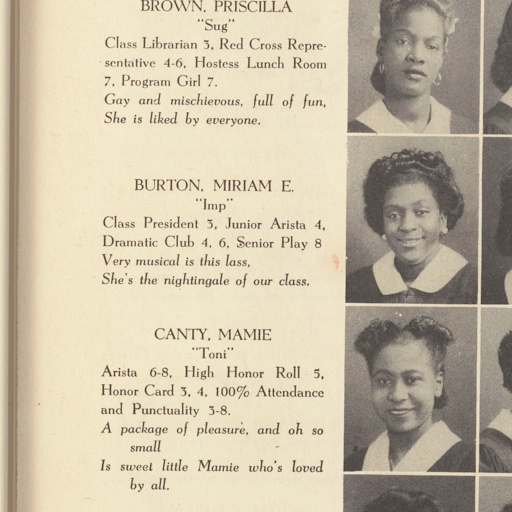 BROWN, PRISCILLA
"Sug"
Class Librarian 3, Red Cross Repre-
sentative 4-6, Hostess Lunch Room
7, Program Girl 7.
Gay and mischievous, full of fun,
She is liked by everyone.
BURTON, MIRIAM E.
"Imp"
Class President 3, Junior Arista 4,
Dramatic Club 4, 6, Senior Play 8
Very musical is this lass,
She's the nightingale of our class.
CANTY, MAMIE
"Toni"
Arista 6-8, High Honor Roll 5,
Honor Card 3, 4, 100% Attendance
and Punctuality 3-8.
A package of pleasure, and oh so
small
Is sweet little Mamie who's loved
by all.